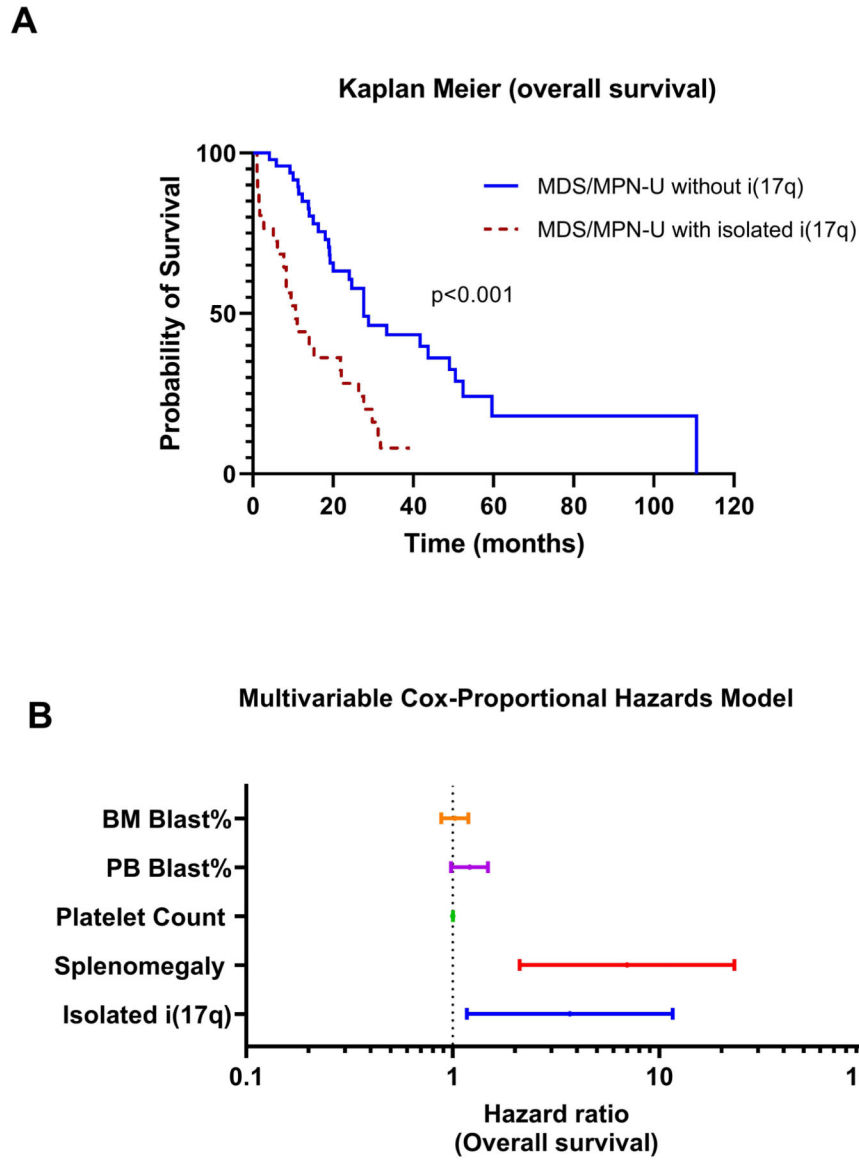 A
Kaplan Meier (overall survival)
Probability of Survival
100
50
0
MDS/MPN-U without i(17q)
MDS/MPN-U with isolated i(17q)
p<0.001
0 20 40 60 80 100 120
Time (months)
B
Multivariable Cox-Proportional Hazards Model
BM Blast%
PB Blast%
Platelet Count
Splenomegaly
Isolated i(17q)
0.1 1 10 1
Hazard ratio
(Overall survival)